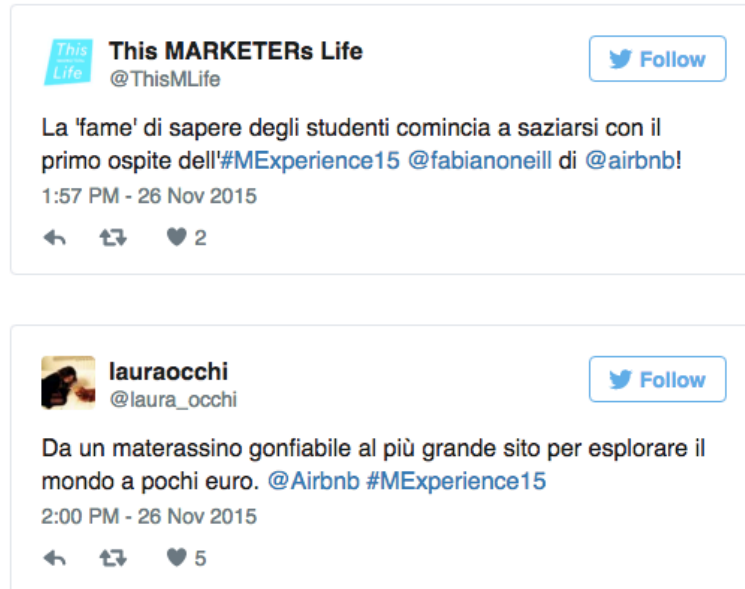 This
Life
This MARKETERs Life
Follow
@ThisMLife
La 'fame' di sapere degli studenti comincia a saziarsi con il
primo ospite dell'#MExperience15 @fabianoneill di @airbnb!
1:57 PM - 26 Nov 2015
2
lauraocchi
Follow
@laura_occhi
Da un materassino gonfiabile al più grande sito per esplorare il
mondo a pochi euro. @Airbnb #MExperience15
2:00 PM - 26 Nov 2015
5